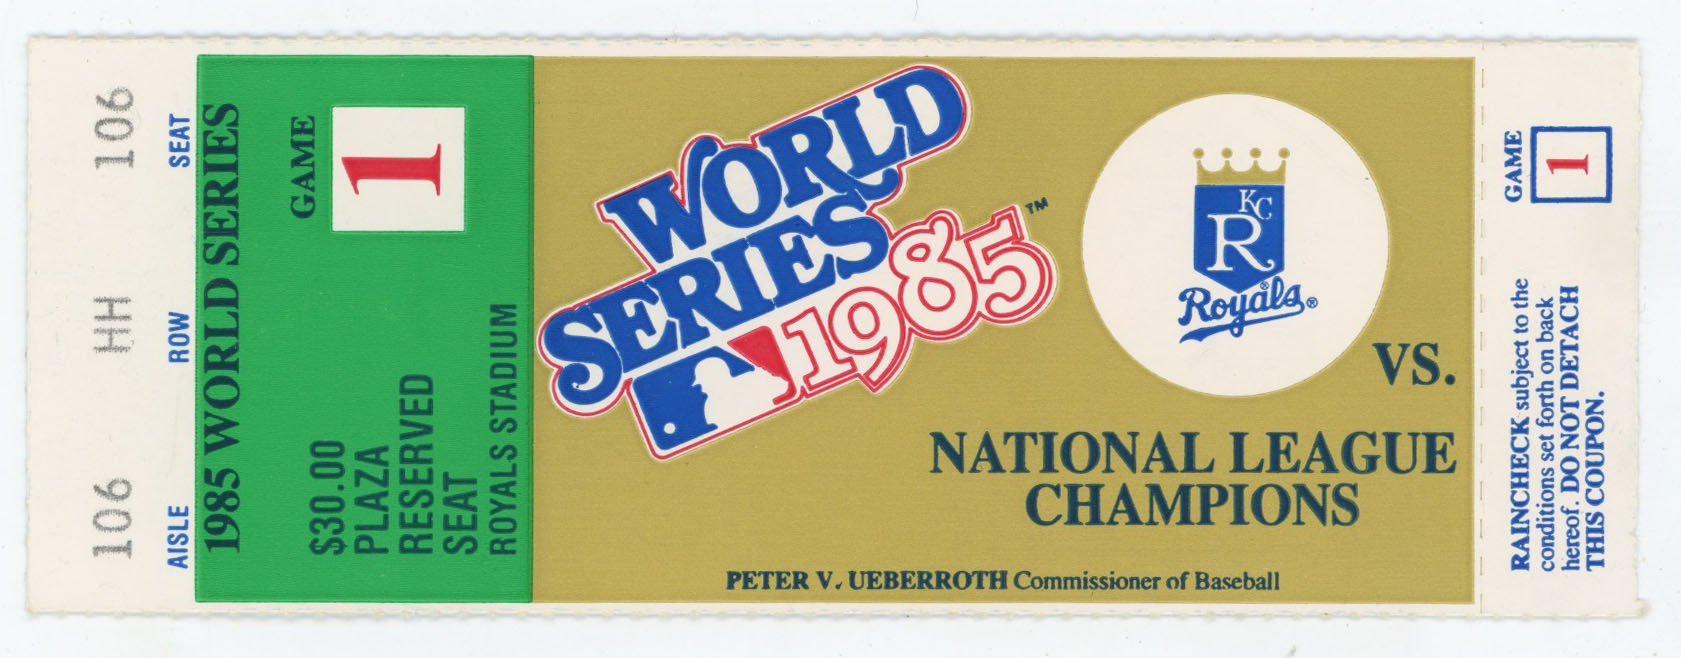 106 HH 106
AISLE ROW SEAT
1985 WORLD SERIES
GAME
1
$30.00
PLAZA
RESERVED
SEAT
ROYALS STADIUM
WORLD
SERIES
1985™
KC
R
Royals®
VS.
NATIONAL LEAGUE
CHAMPIONS
PETER V. UEBERROTH Commissioner of Baseball
GAME
1
RAINCHECK subject to the
conditions set forth on back
hereof. DO NOT DETACH
THIS COUPON.